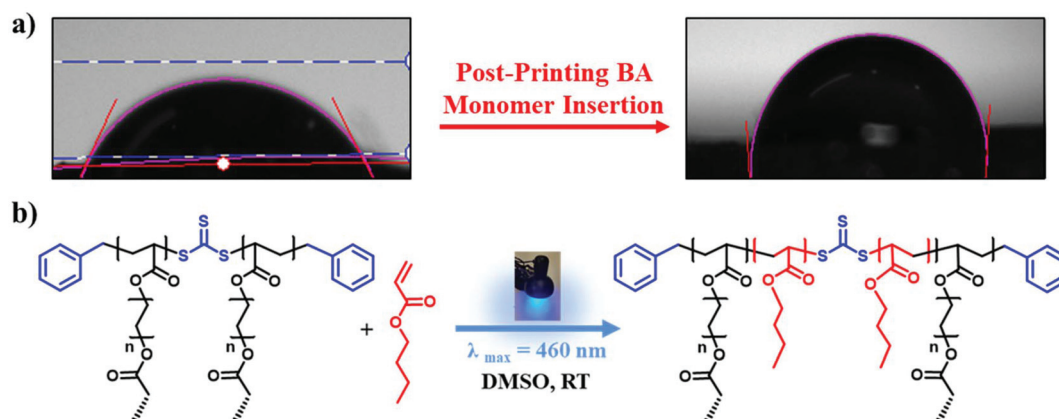 a)
Post-Printing BA
Monomer Insertion
b)
S
S S
O
O
O
O
n
n
O
O
O
O
+
O
O
λ max = 460 nm
DMSO, RT
S
S S
O
O
O
O
O
O
O
O
n
n
O
O
O
O